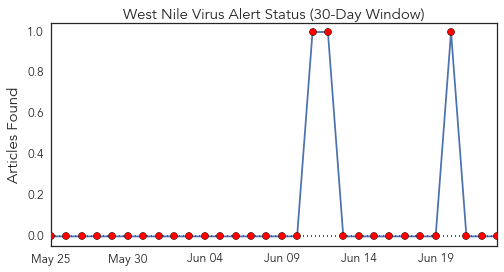 West Nile Virus Alert Status (30-Day Window)
Articles Found
1.0
0.8
0.6
0.4
0.2
0.0
May 25 May 30 Jun 04 Jun 09 Jun 14 Jun 19